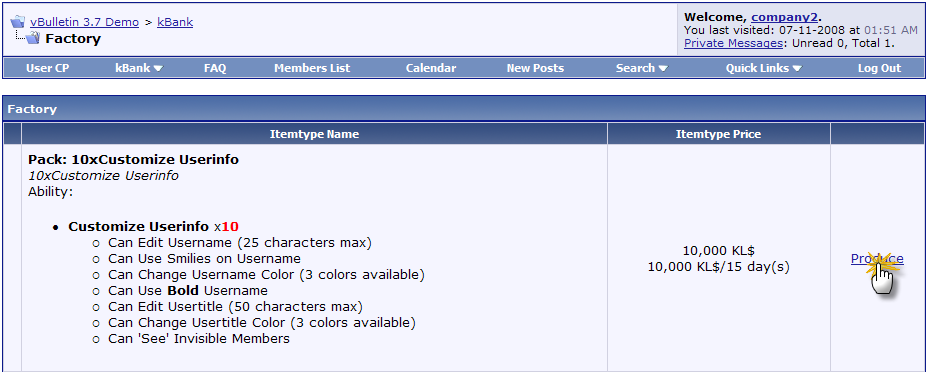 vBulletin 3.7 Demo > kBank
Factory
Welcome, company2.
You last visited: 07-11-2008 at 01:51 AM
Private Messages: Unread 0, Total 1.
User CP kBank FAQ Members List Calendar New Posts Search Quick Links Log Out
Factory
Itemtype Name Itemtype Price
Pack: 10xCustomize Userinfo
10xCustomize Userinfo
Ability:
• Customize Userinfo x10
o Can Edit Username (25 characters max)
o Can Use Smilies on Username
o Can Change Username Color (3 colors available)
o Can Use Bold Username
o Can Edit Usertitle (50 characters max)
o Can Change Usertitle Color (3 colors available)
o Can 'See' Invisible Members
10,000 KL$
10,000 KL$/15 day(s)
Produce